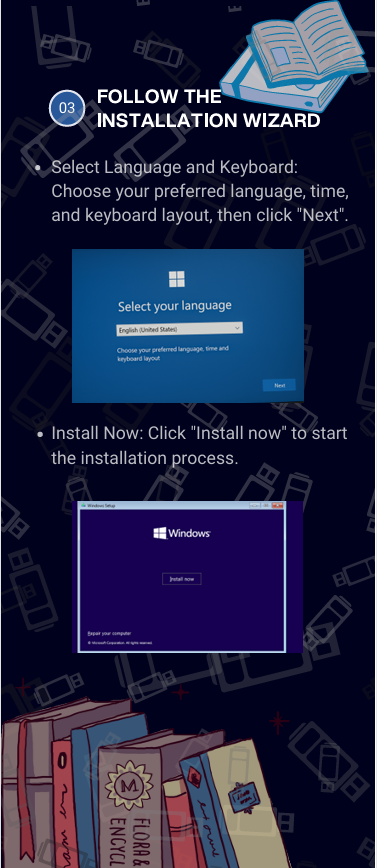 03
FOLLOW THE
INSTALLATION WIZARD
• Select Language and Keyboard:
Choose your preferred language, time,
and keyboard layout, then click "Next".
Select your language
English (United States)
Choose your preferred language, time and
keyboard layout
Next
• Install Now: Click "Install now" to start
the installation process.
Windows Setup
Windows
Install now
Repair your computer
© Microsoft Corporation. All rights reserved.
M
FLORA &
ENCYCL